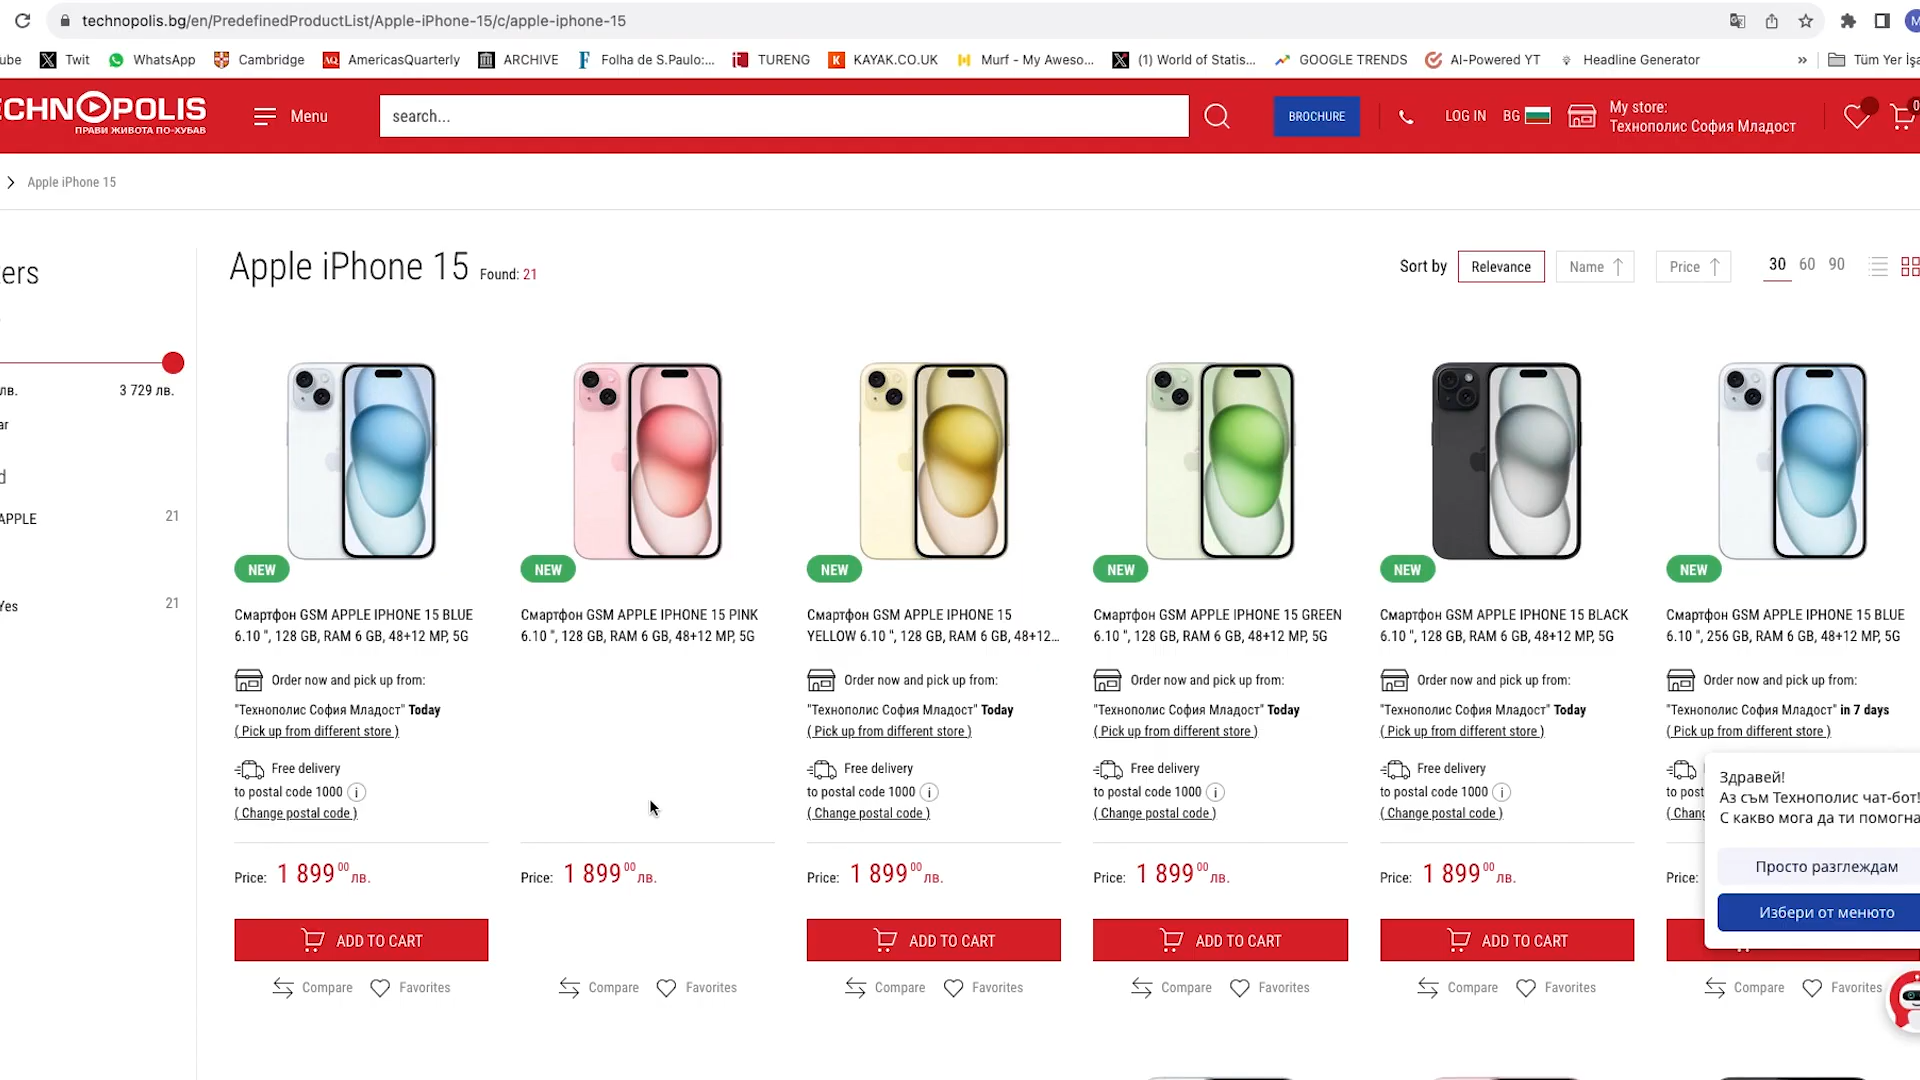 technopolis.bg/en/PredefinedProductList/Apple-iPhone-15/c/apple-iphone-15
ube Twit WhatsApp Cambridge AmericasQuarterly ARCHIVE Folha de S.Paulo:... TURENG KAYAK.CO.UK Murf - My Aweso... (1) World of Statis... GOOGLE TRENDS AI-Powered YT Headline Generator » Tüm Yer İşa
ECHNOPOLIS
ПРАВИ ЖИВОТА ПО-ХУБАВ
Menu
search...
BROCHURE
LOG IN
BG
My store:
Технополис София Младост
0
Apple iPhone 15
ers
лв. 3 729 лв.
ar
d
APPLE 21
Yes 21
Apple iPhone 15 Found: 21
Sort by Relevance Name Price 30 60 90
NEW
Смартфон GSM APPLE IPHONE 15 BLUE
6.10 ", 128 GB, RAM 6 GB, 48+12 MP, 5G
Order now and pick up from:
"Технополис София Младост" Today
( Pick up from different store )
Free delivery
to postal code 1000 i
( Change postal code )
Price: 1 899 00 лв.
ADD TO CART
Compare Favorites
NEW
Смартфон GSM APPLE IPHONE 15 PINK
6.10 ", 128 GB, RAM 6 GB, 48+12 MP, 5G
Price: 1 899 00 лв.
Compare Favorites
NEW
Смартфон GSM APPLE IPHONE 15
YELLOW 6.10 ", 128 GB, RAM 6 GB, 48+12...
Order now and pick up from:
"Технополис София Младост" Today
( Pick up from different store )
Free delivery
to postal code 1000 i
( Change postal code )
Price: 1 899 00 лв.
ADD TO CART
Compare Favorites
NEW
Смартфон GSM APPLE IPHONE 15 GREEN
6.10 ", 128 GB, RAM 6 GB, 48+12 MP, 5G
Order now and pick up from:
"Технополис София Младост" Today
( Pick up from different store )
Free delivery
to postal code 1000 i
( Change postal code )
Price: 1 899 00 лв.
ADD TO CART
Compare Favorites
NEW
Смартфон GSM APPLE IPHONE 15 BLACK
6.10 ", 128 GB, RAM 6 GB, 48+12 MP, 5G
Order now and pick up from:
"Технополис София Младост" Today
( Pick up from different store )
Free delivery
to postal code 1000 i
( Change postal code )
Price: 1 899 00 лв.
ADD TO CART
Compare Favorites
NEW
Смартфон GSM APPLE IPHONE 15 BLUE
6.10 ", 256 GB, RAM 6 GB, 48+12 MP, 5G
Order now and pick up from:
"Технополис София Младост" in 7 days
( Pick up from different store )
to post
( Chang
Price:
Compare Favorites
Здравей!
Аз съм Технополис чат-бот!
С какво мога да ти помогна
Просто разглеждам
Избери от менюто